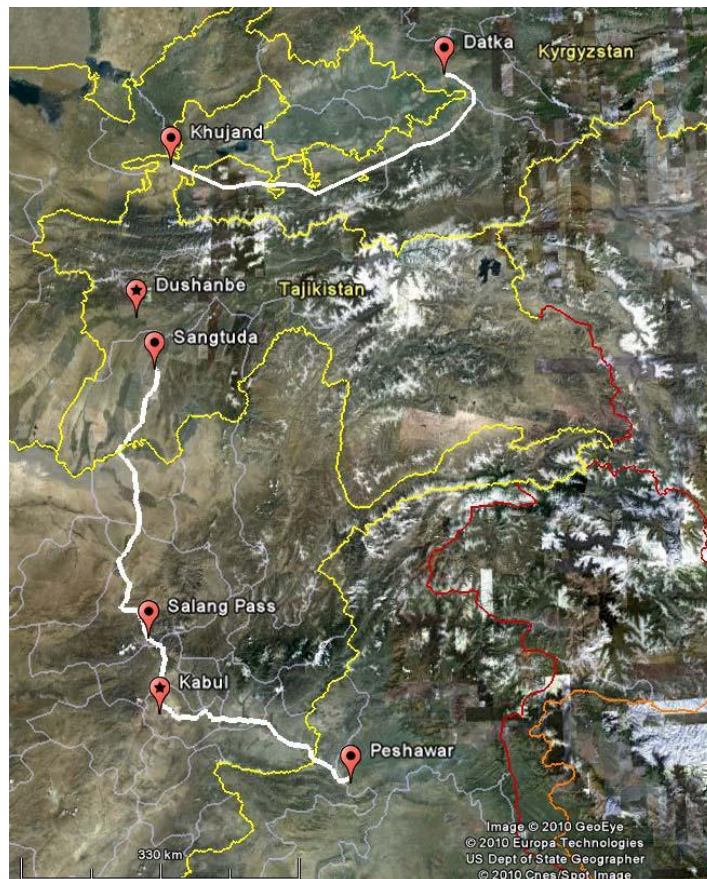 Datka
Kyrgyzstan
Khujand
Dushanbe
Tajikistan
Sangtuda
Salang Pass
Kabul
Peshawar
Image © 2010 GeoEye
© 2010 Europa Technologies
US Dept of State Geographer
© 2010 Cnes/Spot Image
330 km